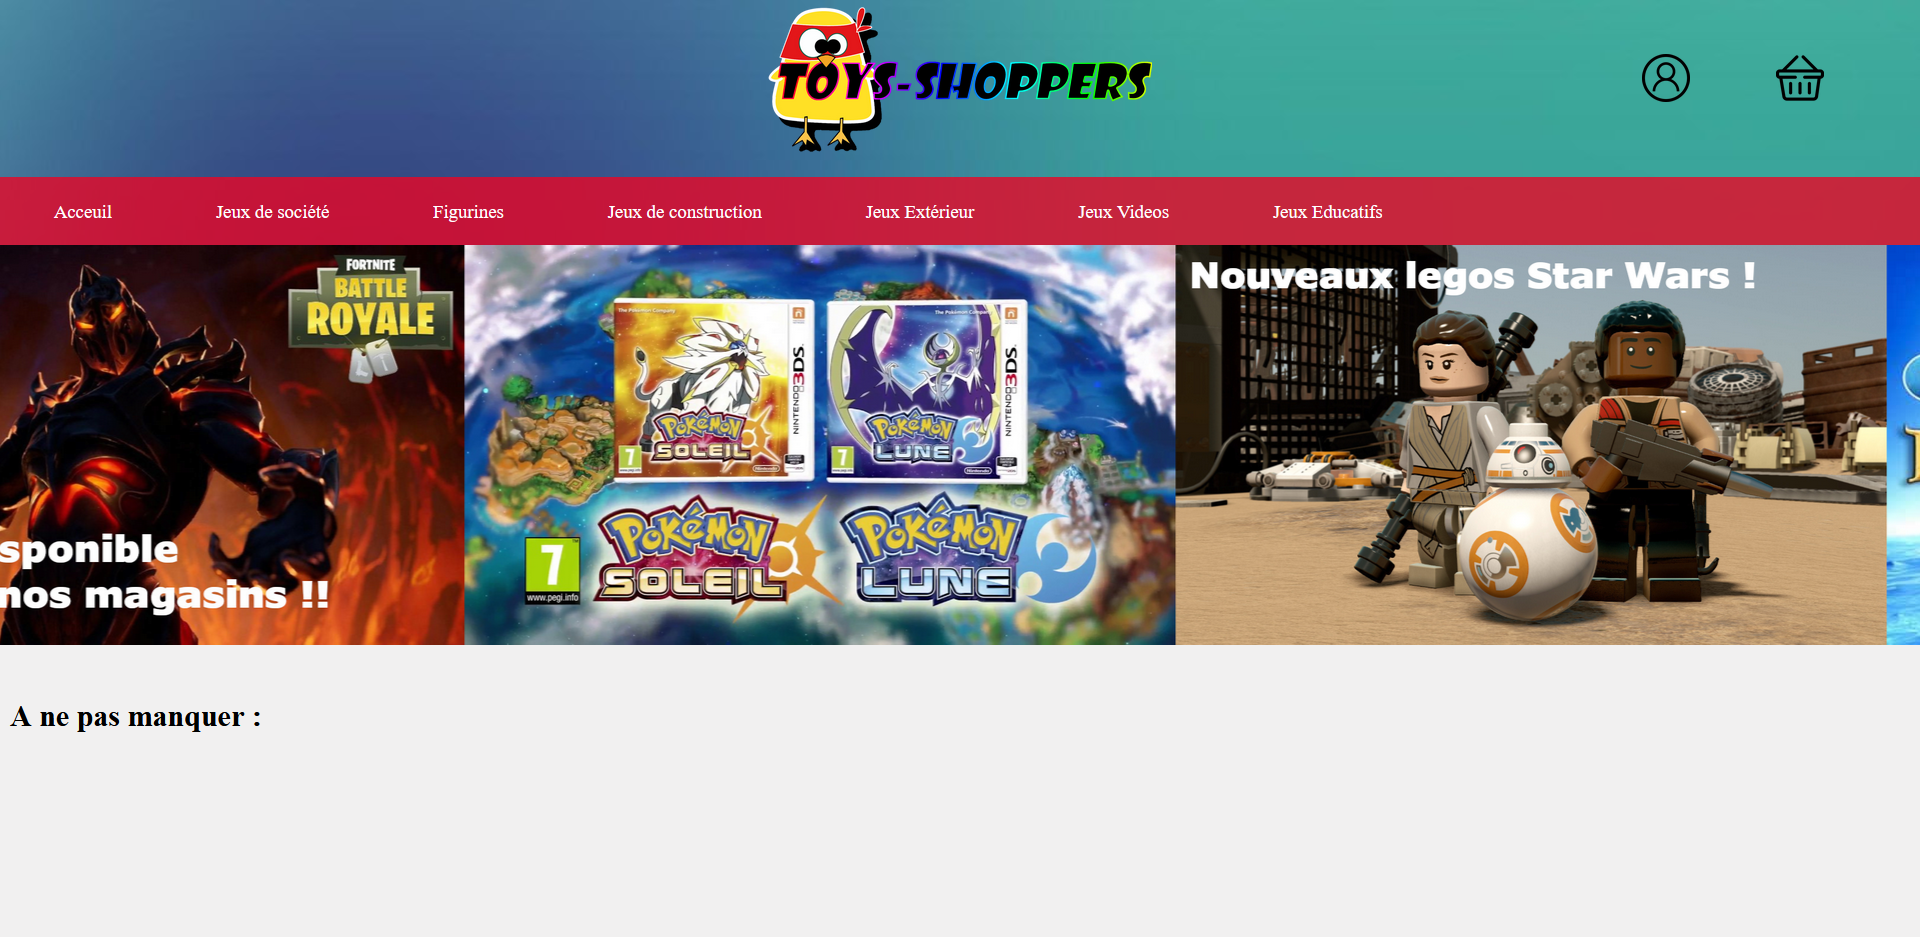 TOYS-SHOPPERS
Acceuil
Jeux de société
Figurines
Jeux de construction
Jeux Extérieur
Jeux Videos
Jeux Educatifs
FORTNITE
BATTLE
ROYALE
sponible
nos magasins !!
The Pokémon Company
NINTENDO 3DS
POKÉMON
SOLEIL
7
Nintendo
The Pokémon Company
NINTENDO 3DS
POKÉMON
LUNE
7
Nintendo
7
www.pegi.info
POKÉMON
SOLEIL
POKÉMON
LUNE
Nouveaux legos Star Wars !
A ne pas manquer :